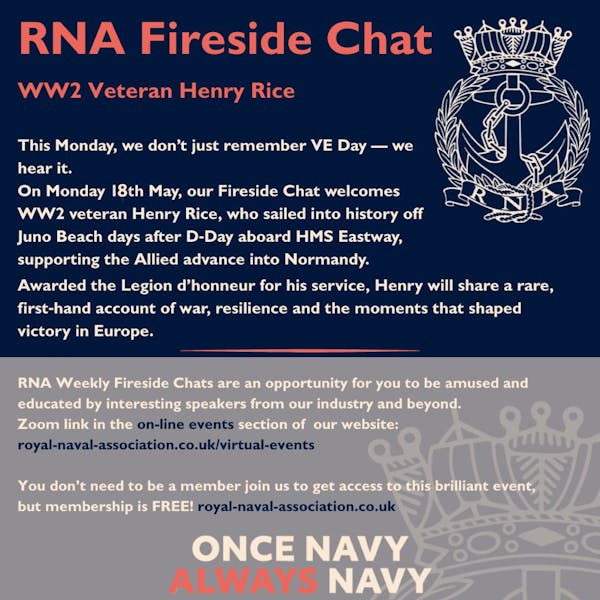 RNA Fireside Chat
WW2 Veteran Henry Rice
This Monday, we don’t just remember VE Day — we
hear it.
On Monday 18th May, our Fireside Chat welcomes
WW2 veteran Henry Rice, who sailed into history off
Juno Beach days after D-Day aboard HMS Eastway,
supporting the Allied advance into Normandy.
Awarded the Legion d’honneur for his service, Henry will share a rare,
first-hand account of war, resilience and the moments that shaped
victory in Europe.
RNA
RNA Weekly Fireside Chats are an opportunity for you to be amused and
educated by interesting speakers from our industry and beyond.
Zoom link in the on-line events section of our website:
royal-naval-association.co.uk/virtual-events
You don’t need to be a member join us to get access to this brilliant event,
but membership is FREE! royal-naval-association.co.uk
ONCE NAVY
ALWAYS NAVY